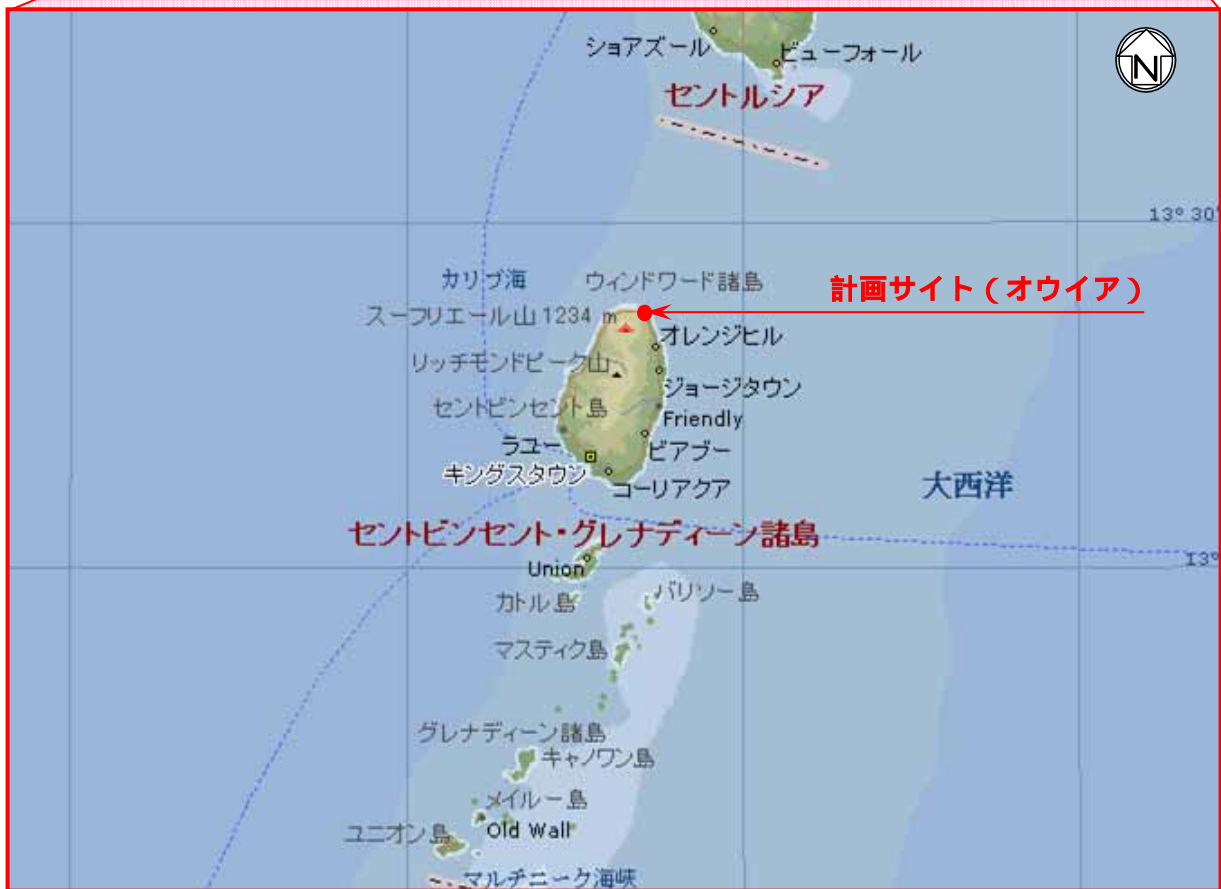 ショアズール
ビューフォール
N
セントルシア
13° 30'
カリブ海
ウィンドワード諸島
計画サイト(オウイア)
スーフリエール山 1234 m
オレンジヒル
リッチモンドピーク山
ジョージタウン
セントビンセント島
Friendly
ラユー
ビアブー
キングスタウン
コーリアクア
大西洋
セントビンセント・グレナディーン諸島
13°
Union
カトル島
バリソー島
マスティク島
グレナディーン諸島
キャノワン島
メイルー島
ユニオン島
Old Wall
マルチニーク海峡